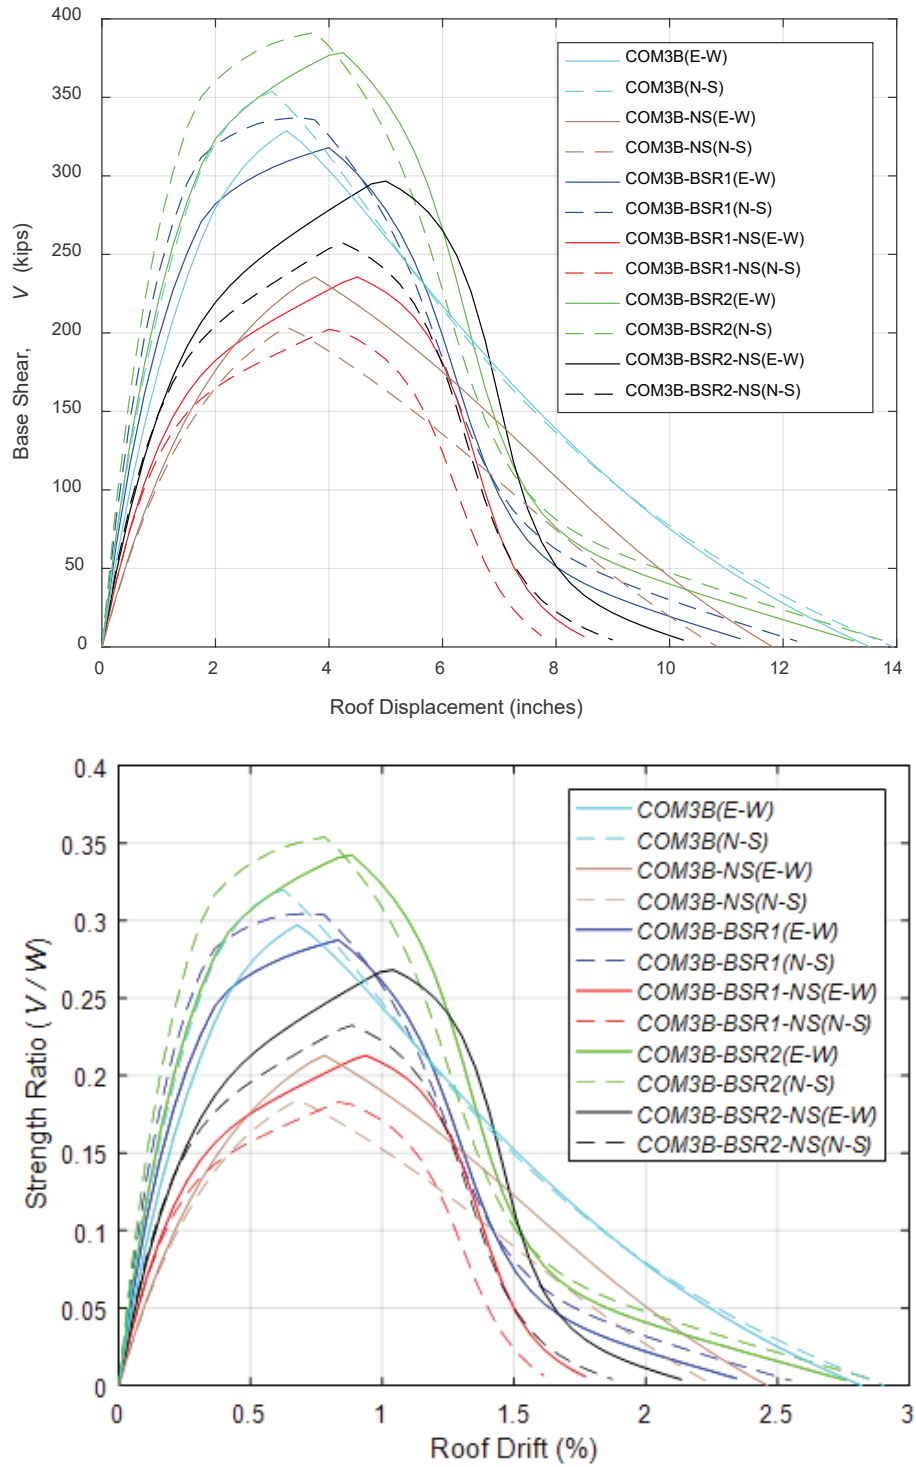 400
350
300
250
200
150
100
50
0
Base Shear, V (kips)
COM3B(E-W)
COM3B(N-S)
COM3B-NS(E-W)
COM3B-NS(N-S)
COM3B-BSR1(E-W)
COM3B-BSR1(N-S)
COM3B-BSR1-NS(E-W)
COM3B-BSR1-NS(N-S)
COM3B-BSR2(E-W)
COM3B-BSR2(N-S)
COM3B-BSR2-NS(E-W)
COM3B-BSR2-NS(N-S)
0 2 4 6 8 10 12 14
Roof Displacement (inches)
0.4
0.35
0.3
0.25
0.2
0.15
0.1
0.05
0
Strength Ratio ( V / W)
COM3B(E-W)
COM3B(N-S)
COM3B-NS(E-W)
COM3B-NS(N-S)
COM3B-BSR1(E-W)
COM3B-BSR1(N-S)
COM3B-BSR1-NS(E-W)
COM3B-BSR1-NS(N-S)
COM3B-BSR2(E-W)
COM3B-BSR2(N-S)
COM3B-BSR2-NS(E-W)
COM3B-BSR2-NS(N-S)
0 0.5 1 1.5 2 2.5 3
Roof Drift (%)